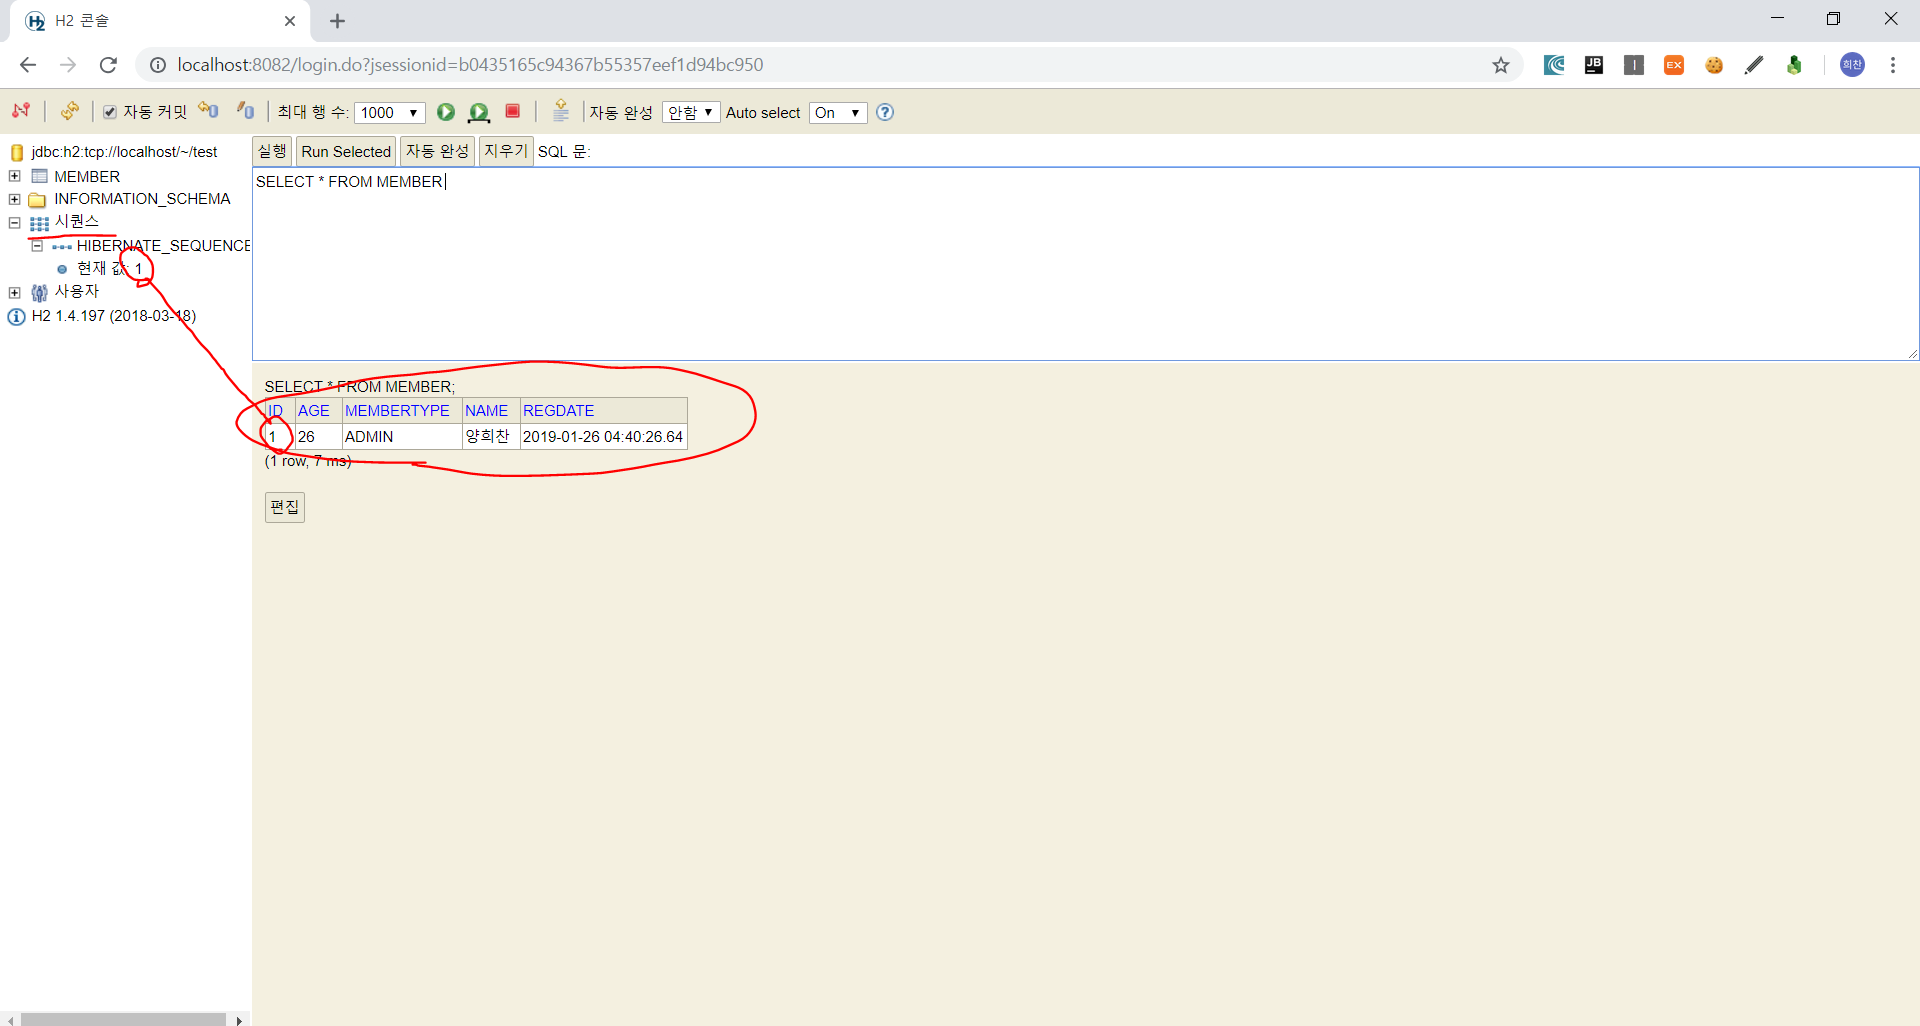 H2 콘솔
localhost:8082/login.do?jsessionid=b0435165c94367b55357eef1d94bc950
JB
EX
희찬
자동 커밋 최대 행 수: 1000 자동 완성 안함 Auto select On
jdbc:h2:tcp://localhost/~/test
MEMBER
INFORMATION_SCHEMA
시퀀스
HIBERNATE_SEQUENCE
현재 값: 1
사용자
H2 1.4.197 (2018-03-18)
실행 Run Selected 자동 완성 지우기 SQL 문:
SELECT * FROM MEMBER
SELECT * FROM MEMBER;
ID AGE MEMBERTYPE NAME REGDATE
1 26 ADMIN 양희찬 2019-01-26 04:40:26.64
(1 row, 7 ms)
편집